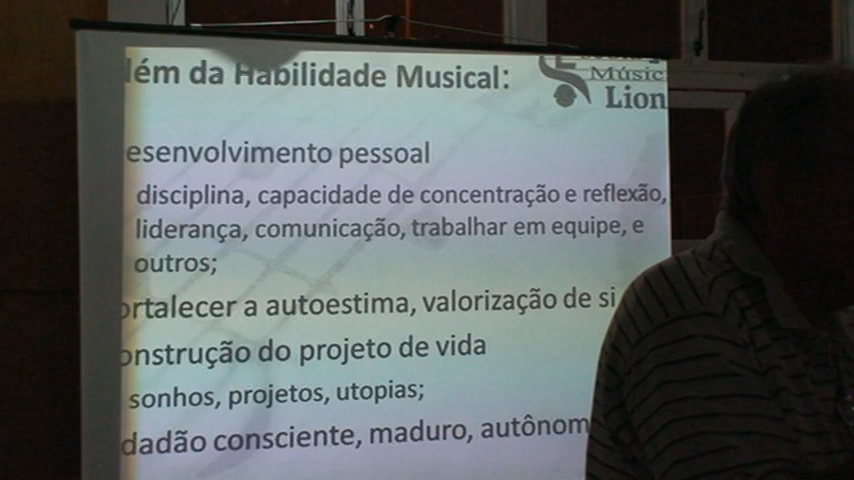 lém da Habilidade Musical:
Músic
Lion
esenvolvimento pessoal
disciplina, capacidade de concentração e reflexão,
liderança, comunicação, trabalhar em equipe, e
outros;
ortalecer a autoestima, valorização de si
onstrução do projeto de vida
sonhos, projetos, utopias;
dadão consciente, maduro, autônom